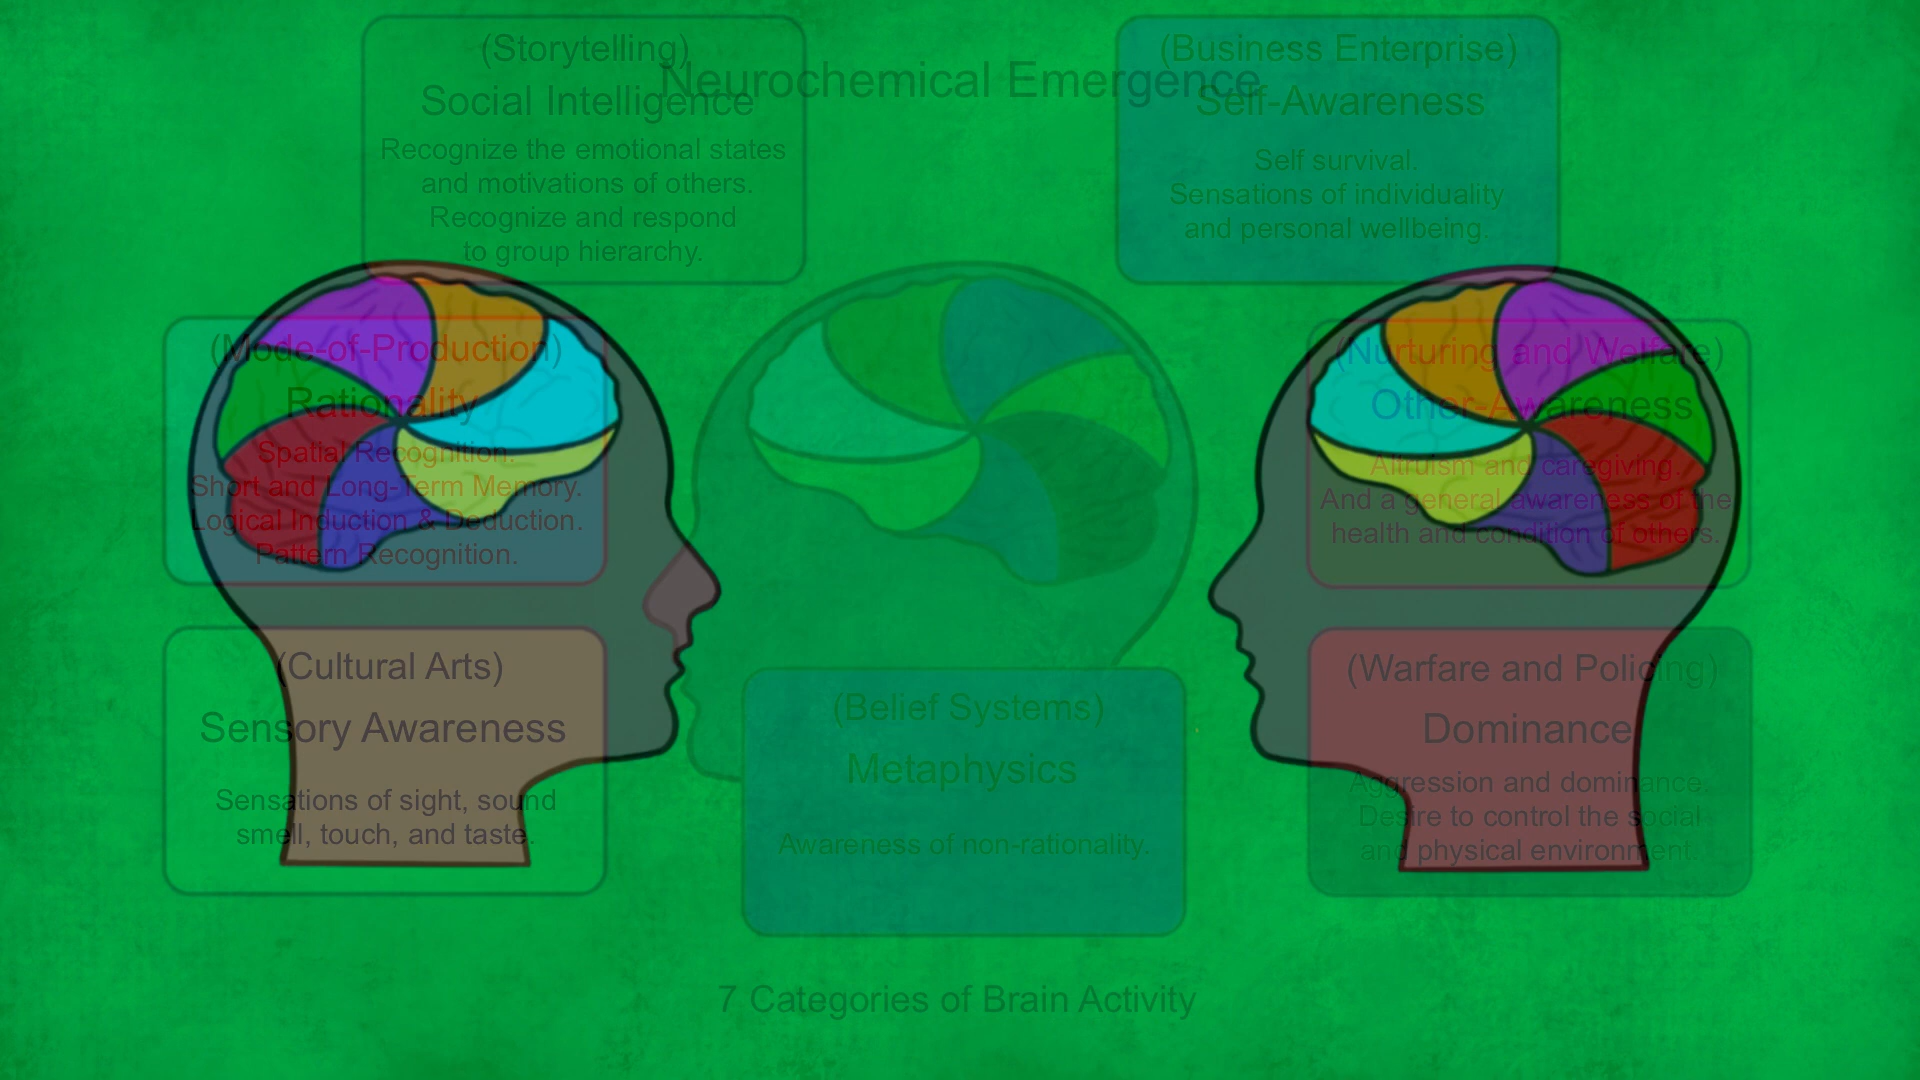 Neurochemical Emergence
(Storytelling)
Social Intelligence
Recognize the emotional states
and motivations of others.
Recognize and respond
to group hierarchy.
(Business Enterprise)
Self-Awareness
Self survival.
Sensations of individuality
and personal wellbeing.
(Mode-of-Production)
Rationality
Spatial Recognition.
Short and Long-Term Memory.
Logical Induction & Deduction.
Pattern Recognition.
(Nurturing and Welfare)
Other-Awareness
Altruism and caregiving.
And a general awareness of the
health and condition of others.
(Cultural Arts)
Sensory Awareness
Sensations of sight, sound
smell, touch, and taste.
(Belief Systems)
Metaphysics
Awareness of non-rationality.
(Warfare and Policing)
Dominance
Aggression and dominance.
Desire to control the social
and physical environment.
7 Categories of Brain Activity